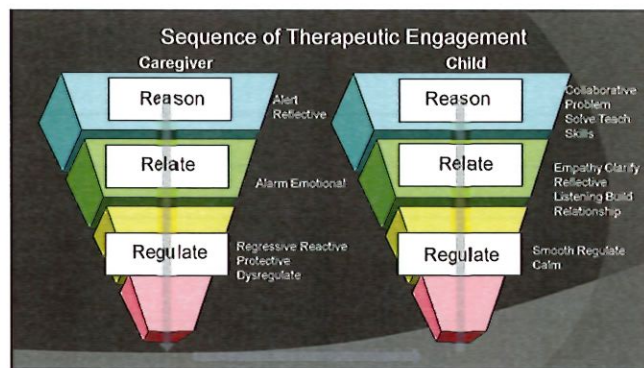 Sequence of Therapeutic Engagement
Caregiver
Reason
Alert
Reflective
Relate
Alarm Emotional
Regulate
Regressive Reactive
Protective
Dysregulate
Child
Reason
Collaborative
Problem
Solve Teach
Skills
Relate
Empathy Clarify
Reflective
Listening Build
Relationship
Regulate
Smooth Regulate
Calm